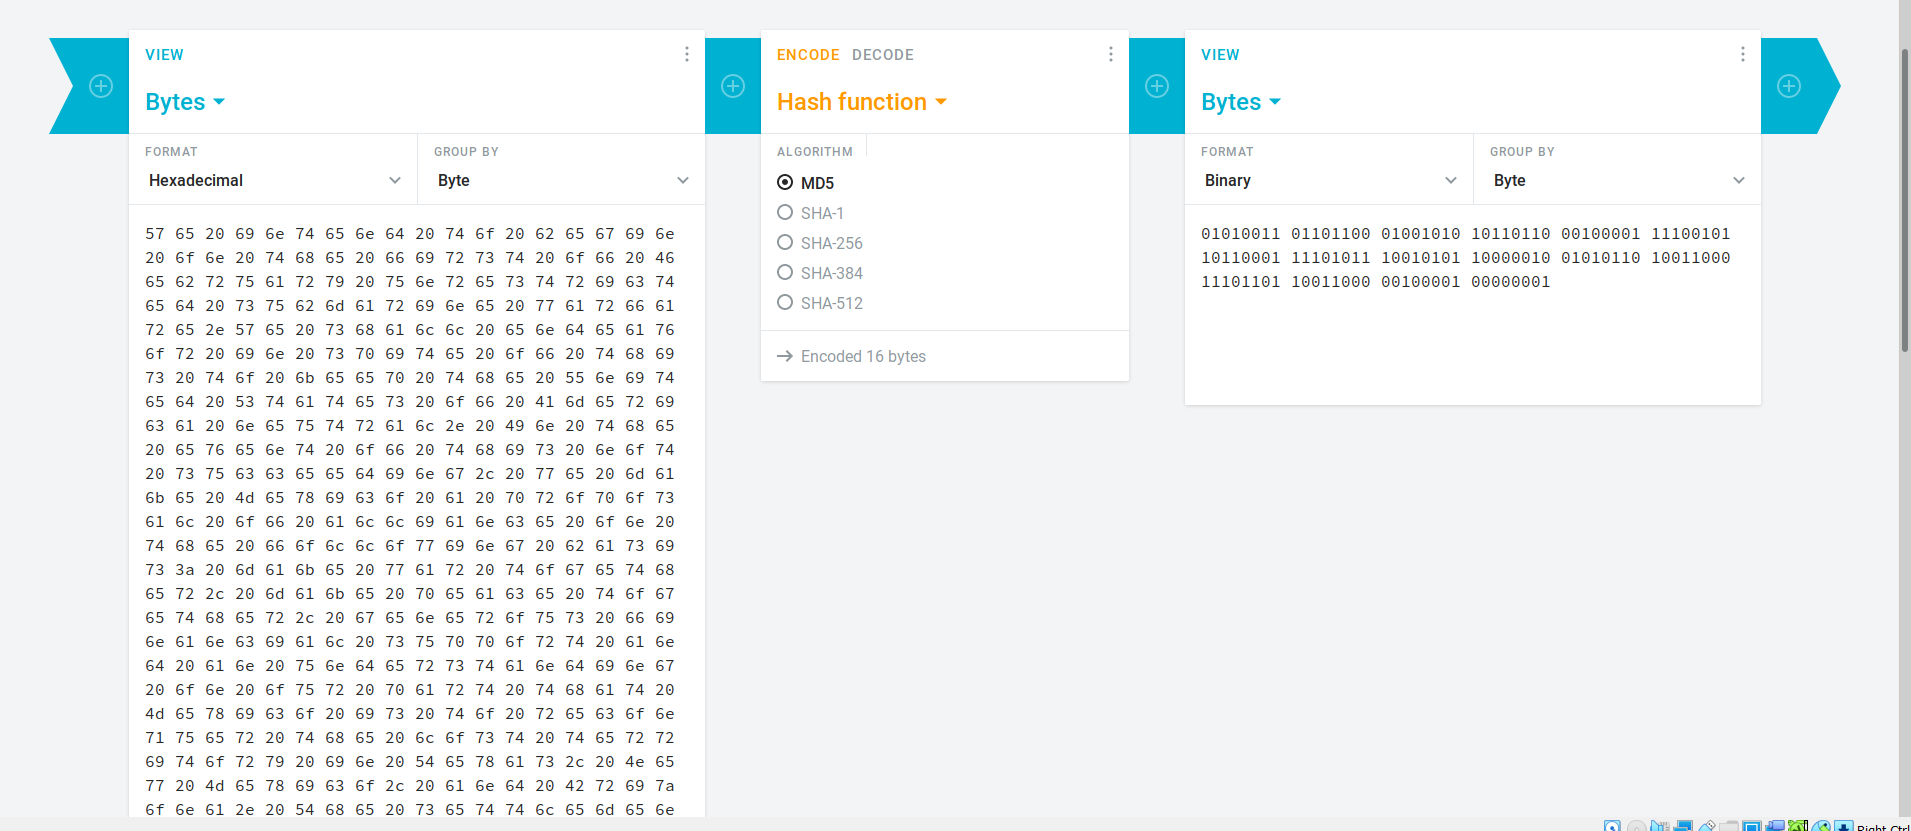 VIEW
Bytes
FORMAT
Hexadecimal
GROUP BY
Byte
57 65 20 69 6e 74 65 6e 64 20 74 6f 20 62 65 67 69 6e
20 6f 6e 20 74 68 65 20 66 69 72 73 74 20 6f 66 20 46
65 62 72 75 61 72 79 20 75 6e 72 65 73 74 72 69 63 74
65 64 20 73 75 62 6d 61 72 69 6e 65 20 77 61 72 66 61
72 65 2e 57 65 20 73 68 61 6c 6c 20 65 6e 64 65 61 76
6f 72 20 69 6e 20 73 70 69 74 65 20 6f 66 20 74 68 69
73 20 74 6f 20 6b 65 65 70 20 74 68 65 20 55 6e 69 74
65 64 20 53 74 61 74 65 73 20 6f 66 20 41 6d 65 72 69
63 61 20 6e 65 75 74 72 61 6c 2e 20 49 6e 20 74 68 65
20 65 76 65 6e 74 20 6f 66 20 74 68 69 73 20 6e 6f 74
20 73 75 63 63 65 65 64 69 6e 67 2c 20 77 65 20 6d 61
6b 65 20 4d 65 78 69 63 6f 20 61 20 70 72 6f 70 6f 73
61 6c 20 6f 66 20 61 6c 6c 69 61 6e 63 65 20 6f 6e 20
74 68 65 20 66 6f 6c 6c 6f 77 69 6e 67 20 62 61 73 69
73 3a 20 6d 61 6b 65 20 77 61 72 20 74 6f 67 65 74 68
65 72 2c 20 6d 61 6b 65 20 70 65 61 63 65 20 74 6f 67
65 74 68 65 72 2c 20 67 65 6e 65 72 6f 75 73 20 66 69
6e 61 6e 63 69 61 6c 20 73 75 70 70 6f 72 74 20 61 6e
64 20 61 6e 20 75 6e 64 65 72 73 74 61 6e 64 69 6e 67
20 6f 6e 20 6f 75 72 20 70 61 72 74 20 74 68 61 74 20
4d 65 78 69 63 6f 20 69 73 20 74 6f 20 72 65 63 6f 6e
71 75 65 72 20 74 68 65 20 6c 6f 73 74 20 74 65 72 72
69 74 6f 72 79 20 69 6e 20 54 65 78 61 73 2c 20 4e 65
77 20 4d 65 78 69 63 6f 2c 20 61 6e 64 20 42 72 69 7a
6f 6e 61 2e 20 54 68 65 20 73 65 74 74 6c 65 6d 65 6e
ENCODE DECODE
Hash function
ALGORITHM
MD5
SHA-1
SHA-256
SHA-384
SHA-512
→ Encoded 16 bytes
VIEW
Bytes
FORMAT
Binary
GROUP BY
Byte
01010011 01101100 01001010 10110110 00100001 11100101
10110001 11101011 10010101 10000010 01010110 10011000
11101101 10011000 00100001 00000001
Right Ctrl